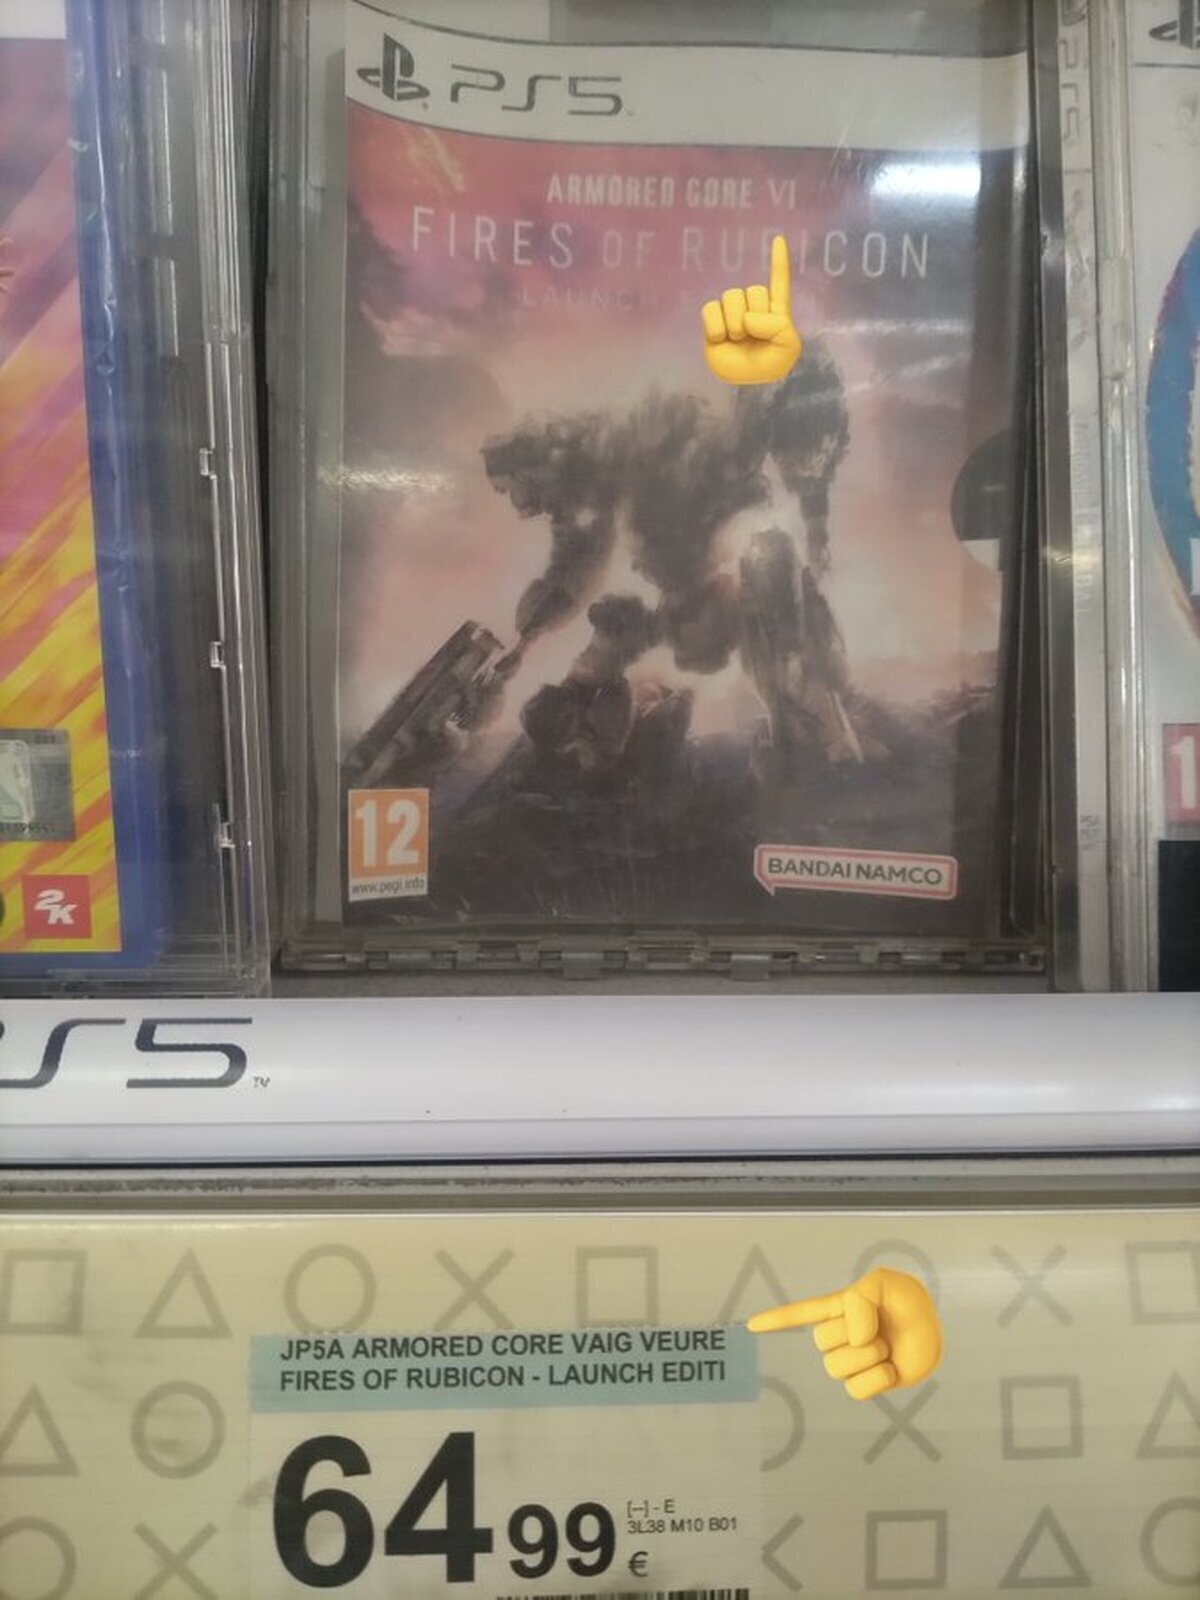 PS5
ARMORED CORE VI
FIRES OF RUBICON
LAUNCH
12
www.pegi.info
BANDAI NAMCO
2K
PS5
TM
JP5A ARMORED CORE VAIG VEURE
FIRES OF RUBICON - LAUNCH EDITI
64 99 €
[--] - E
3L38 M10 B01